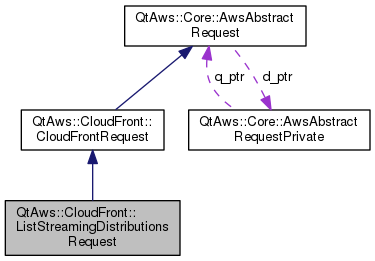 QtAws::Core::AwsAbstract
Request
q_ptr
d_ptr
QtAws::CloudFront::
CloudFrontRequest
QtAws::Core::AwsAbstract
RequestPrivate
QtAws::CloudFront::
ListStreamingDistributions
Request